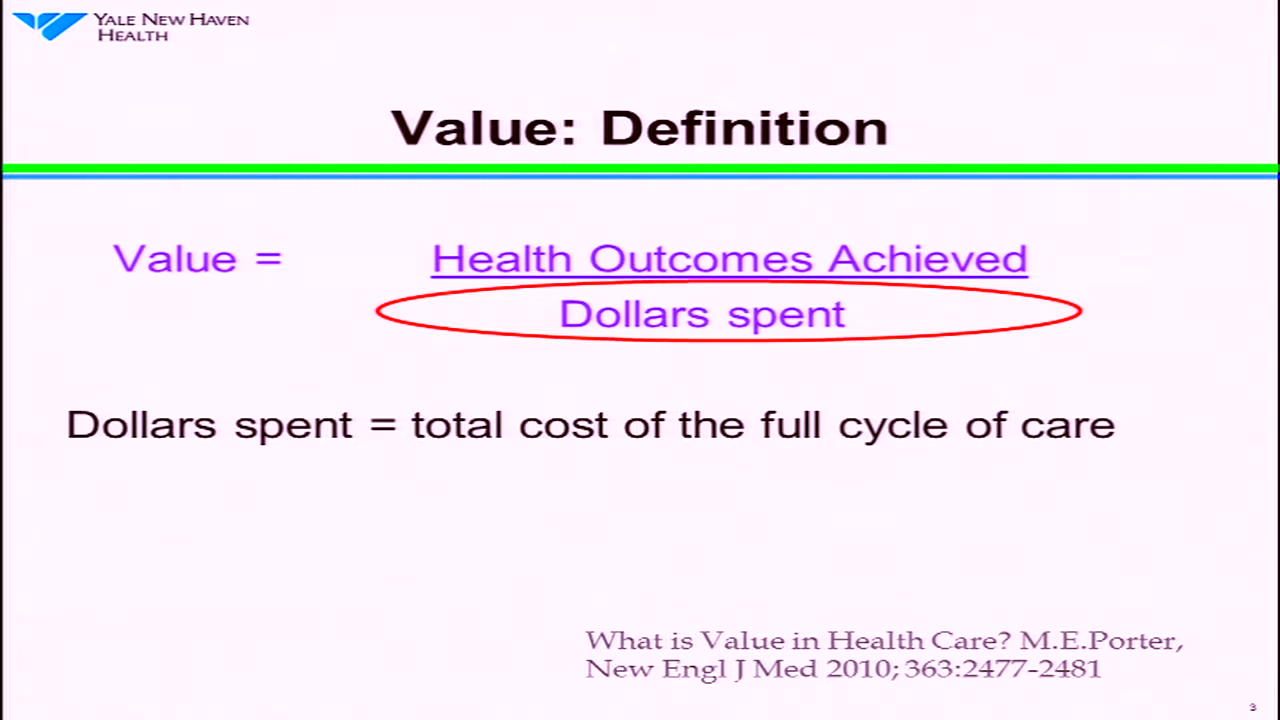 YALE NEW HAVEN
HEALTH
Value: Definition
Value = Health Outcomes Achieved
Dollars spent
Dollars spent = total cost of the full cycle of care
What is Value in Health Care? M.E.Porter,
New Engl J Med 2010; 363:2477-2481
3